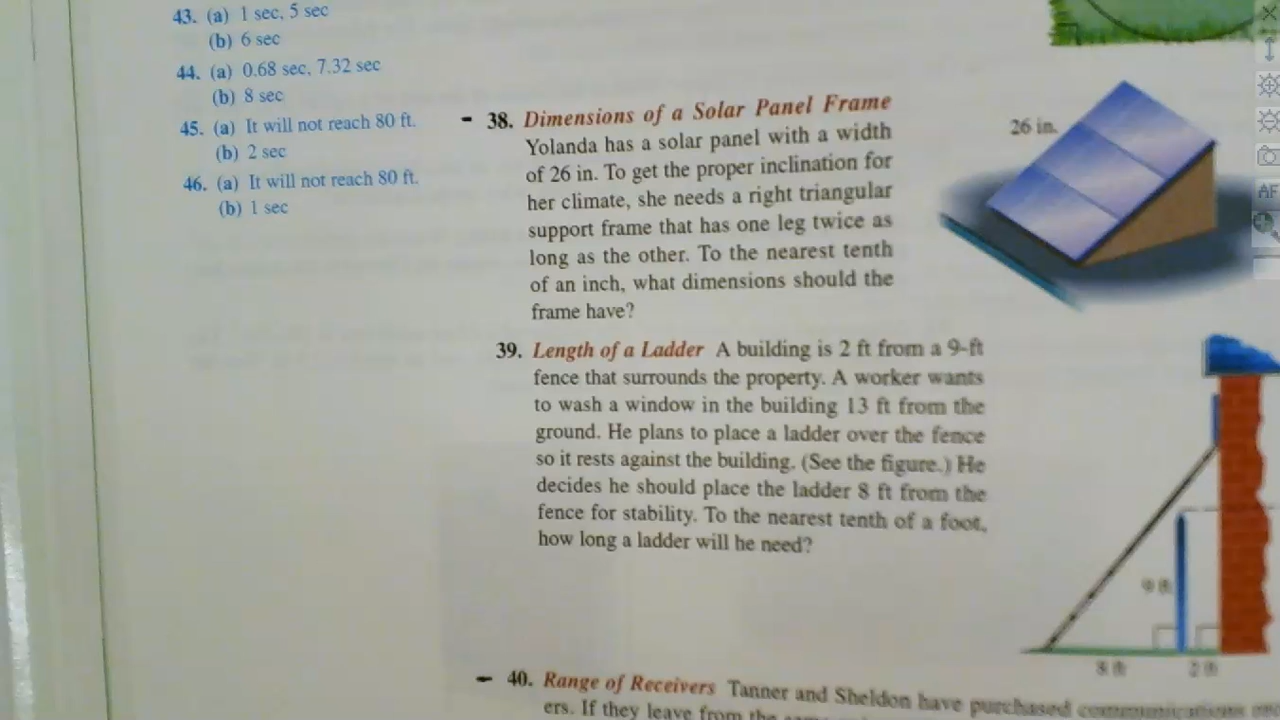 43. (a) 1 sec, 5 sec
(b) 6 sec
44. (a) 0.68 sec, 7.32 sec
(b) 8 sec
45. (a) It will not reach 80 ft.
(b) 2 sec
46. (a) It will not reach 80 ft.
(b) 1 sec
- 38. Dimensions of a Solar Panel Frame
Yolanda has a solar panel with a width
of 26 in. To get the proper inclination for
her climate, she needs a right triangular
support frame that has one leg twice as
long as the other. To the nearest tenth
of an inch, what dimensions should the
frame have?
26 in.
39. Length of a Ladder A building is 2 ft from a 9-ft
fence that surrounds the property. A worker wants
to wash a window in the building 13 ft from the
ground. He plans to place a ladder over the fence
so it rests against the building. (See the figure.) He
decides he should place the ladder 8 ft from the
fence for stability. To the nearest tenth of a foot,
how long a ladder will he need?
9 ft
8 ft 2 ft
- 40. Range of Receivers Tanner and Sheldon have purchased communications
ers. If they leave from the
AF